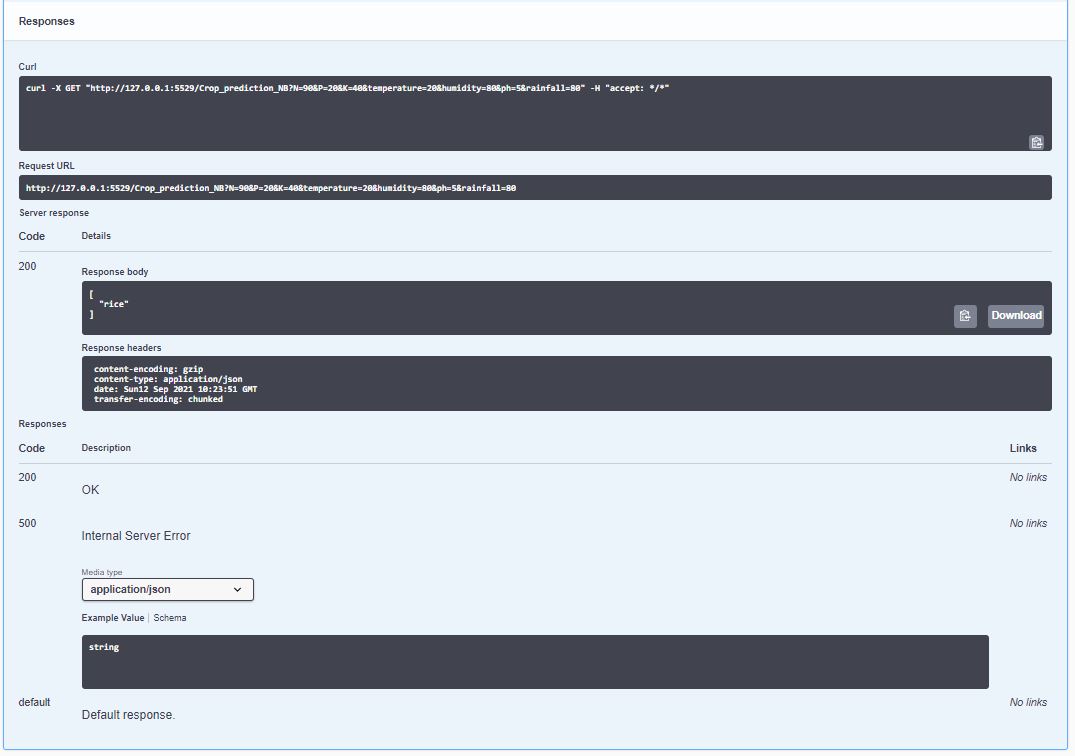 Responses
Curl
curl -X GET "http://127.0.0.1:5529/Crop_prediction_NB?N=90&P=20&K=40&temperature=20&humidity=80&ph=5&rainfall=80" -H "accept: */*"
Request URL
http://127.0.0.1:5529/Crop_prediction_NB?N=90&P=20&K=40&temperature=20&humidity=80&ph=5&rainfall=80
Server response
Code Details
200
Response body
[
"rice"
]
Download
Response headers
content-encoding: gzip
content-type: application/json
date: Sun12 Sep 2021 10:23:51 GMT
transfer-encoding: chunked
Responses
Code Description Links
200 No links
OK
500 No links
Internal Server Error
Media type
application/json
Example Value | Schema
string
default No links
Default response.